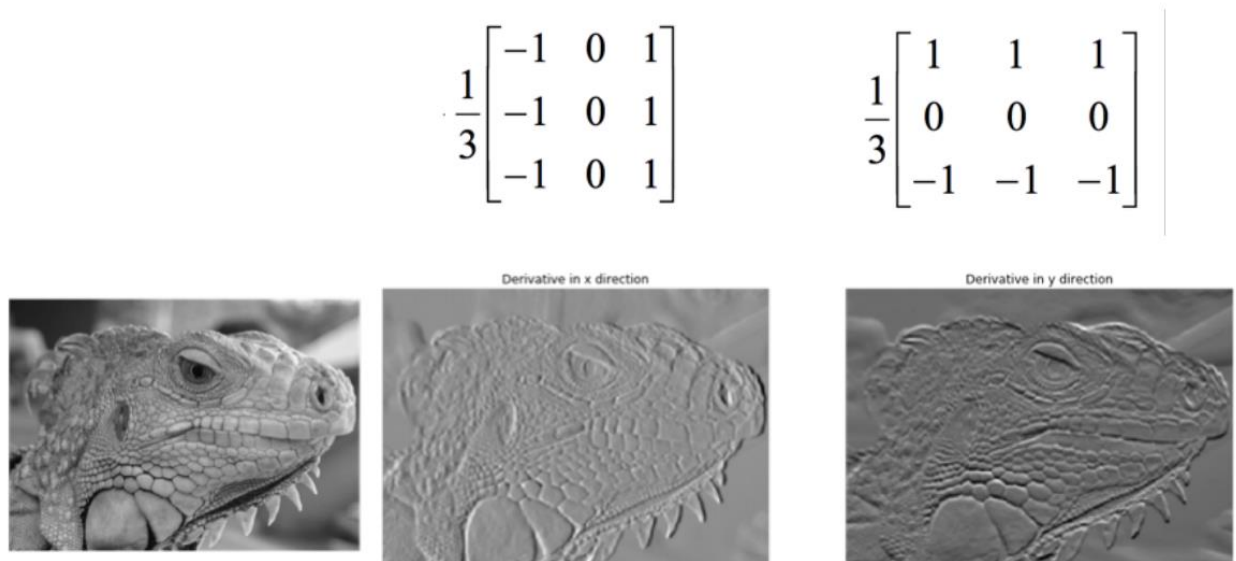 1/3 [−1 0 1
−1 0 1
−1 0 1]
1/3 [1 1 1
0 0 0
−1 −1 −1]
Derivative in x direction
Derivative in y direction